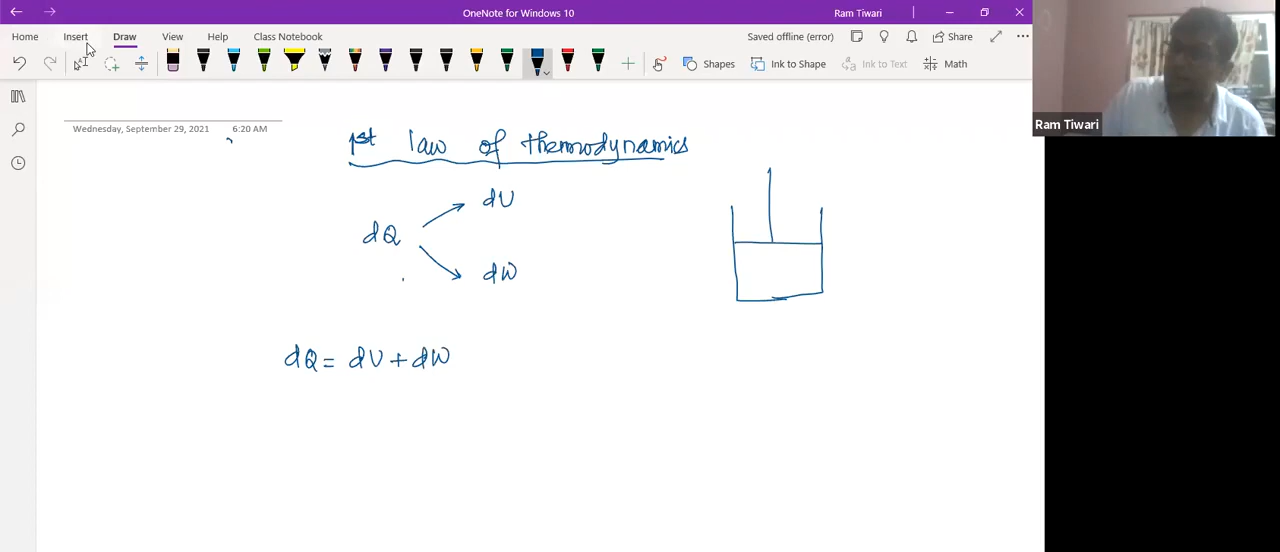 OneNote for Windows 10
Ram Tiwari
Home Insert Draw View Help Class Notebook
Saved offline (error) Share
Shapes Ink to Shape Ink to Text Math
Ram Tiwari
Wednesday, September 29, 2021 6:20 AM
1st law of thermodynamics
dU
dQ
dW
dQ = dU + dW